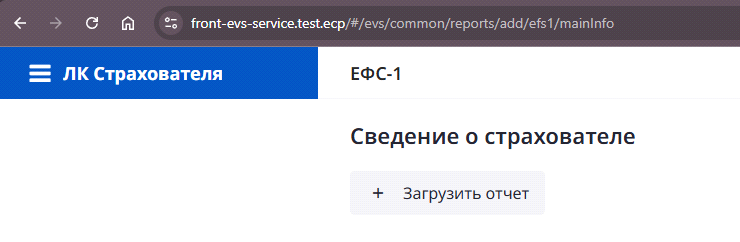 front-evs-service.test.ecp/#/evs/common/reports/add/efs1/mainInfo
ЛК Страхователя
ЕФС-1
Сведение о страхователе
+ Загрузить отчет